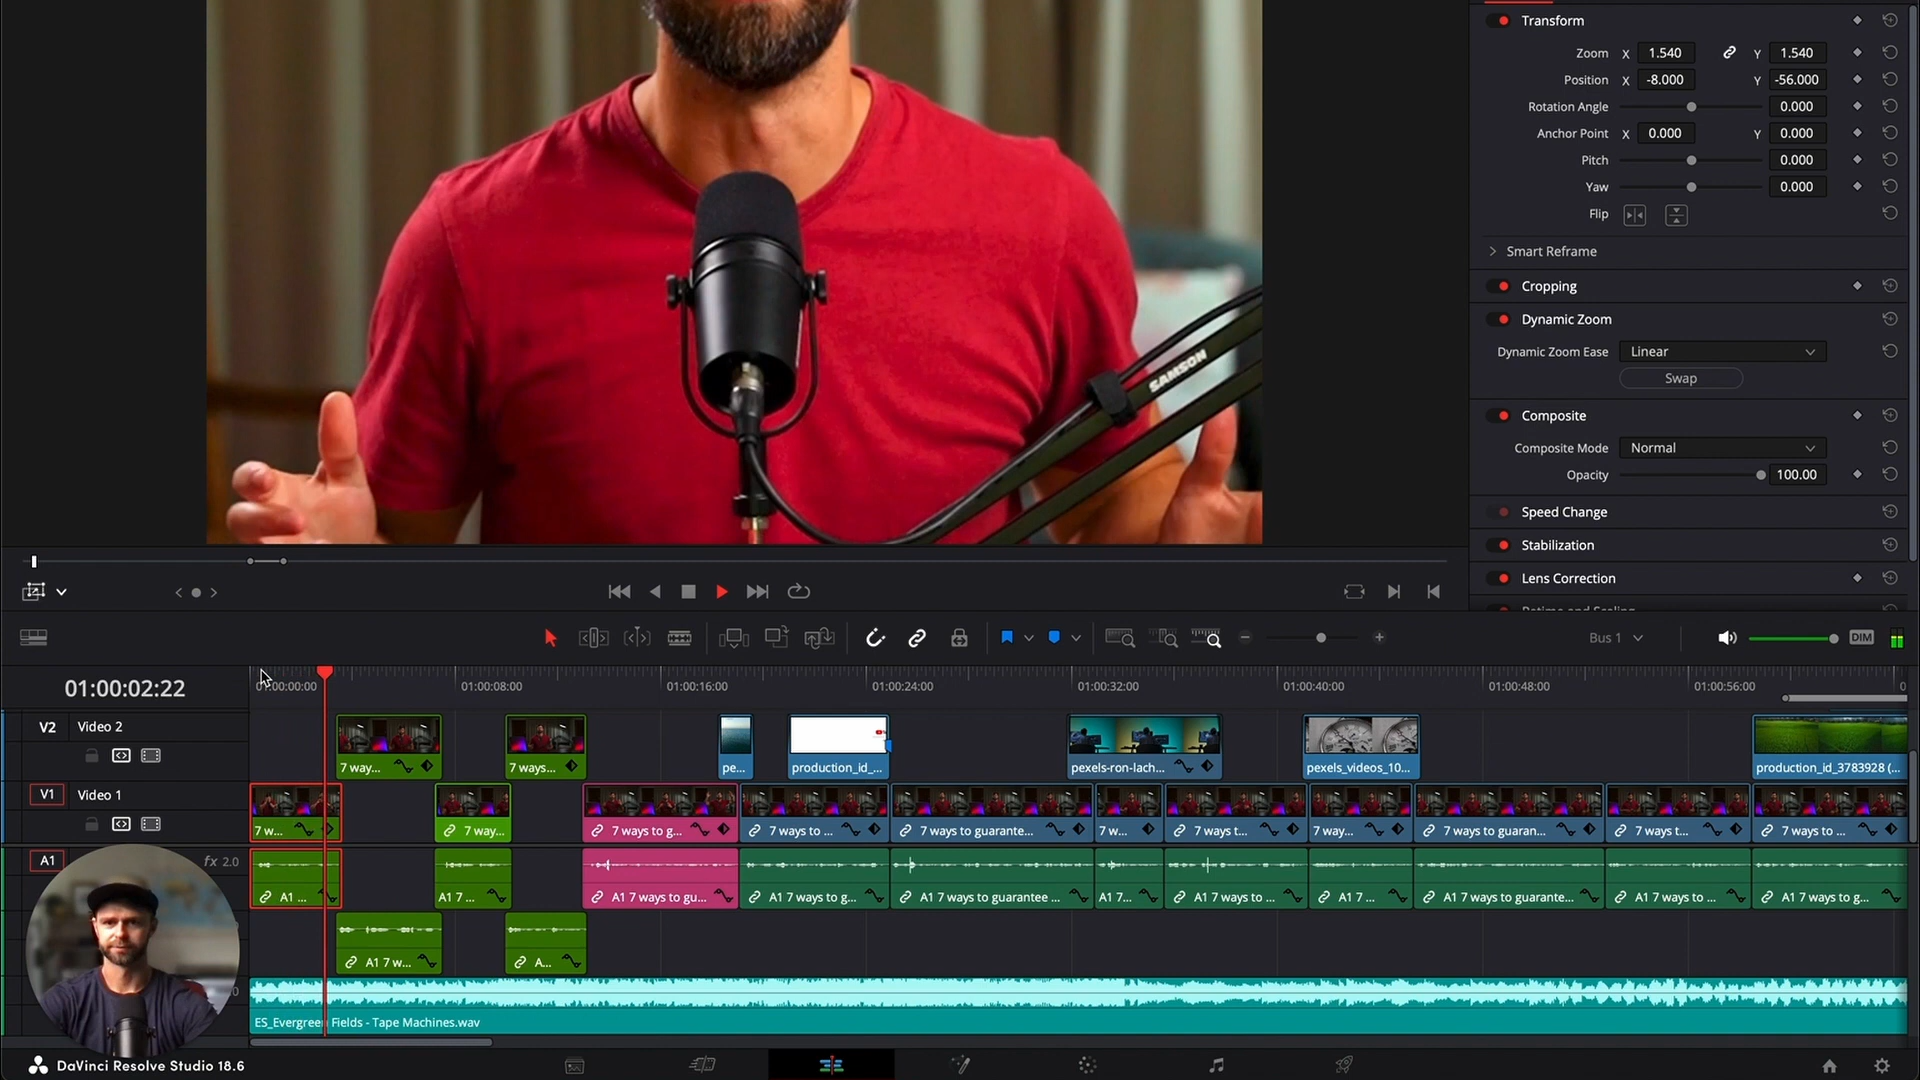 Transform
Zoom X 1.540 Y 1.540
Position X -8.000 Y -56.000
Rotation Angle 0.000
Anchor Point X 0.000 Y 0.000
Pitch 0.000
Yaw 0.000
Flip
Smart Reframe
Cropping
Dynamic Zoom
Dynamic Zoom Ease Linear
Swap
Composite
Composite Mode Normal
Opacity 100.00
Speed Change
Stabilization
Lens Correction
Retime and Scaling
SAMSON
Bus 1 DIM
01:00:02:22
01:00:00:00 01:00:08:00 01:00:16:00 01:00:24:00 01:00:32:00 01:00:40:00 01:00:48:00 01:00:56:00 0
V2 Video 2
7 way... 7 ways... pe... production_id_... pexels-ron-lach... pexels_videos_10... production_id_3783928 (...
V1 Video 1
7 w... 7 way... 7 ways to g... 7 ways to ... 7 ways to guarante... 7 w... 7 ways t... 7 way... 7 ways to guaran... 7 ways t... 7 ways to ...
A1 fx 2.0
A1 ... A1 7 ... A1 7 ways to gu... A1 7 ways to g... A1 7 ways to guarantee ... A1 7... A1 7 ways to ... A1 7 ... A1 7 ways to guarante... A1 7 ways to ... A1 7 ways to g...
A1 7 w... A...
ES_Evergreen Fields - Tape Machines.wav
DaVinci Resolve Studio 18.6